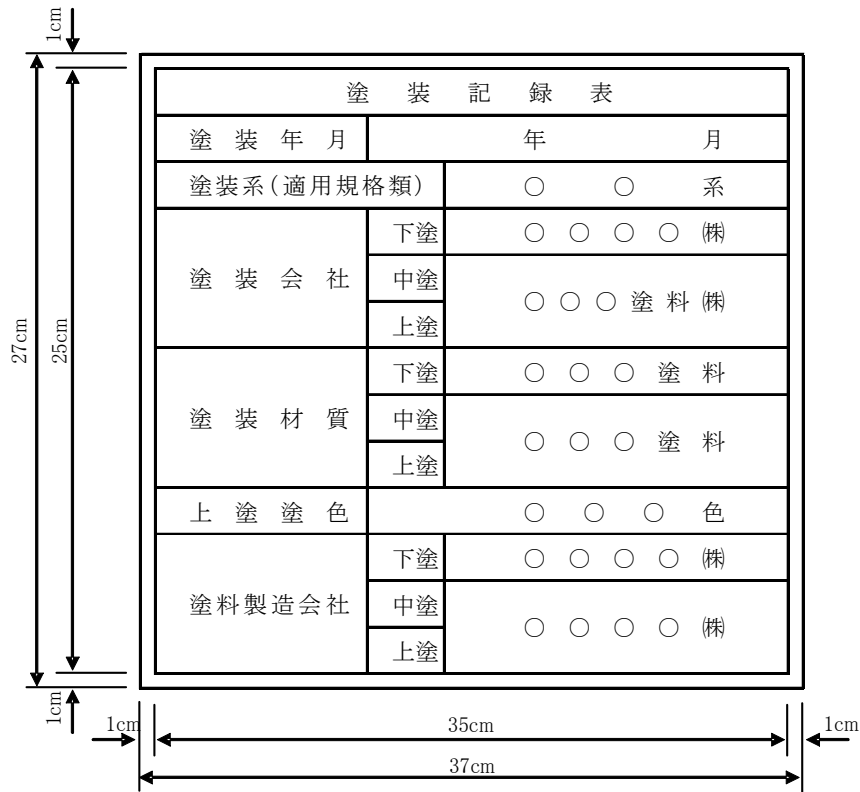 1cm
塗装記録表
塗装年月 年 月
塗装系(適用規格類) ○ ○ 系
塗装会社 下塗 ○ ○ ○ ○ ㈱
中塗 ○ ○ ○ 塗 料 ㈱
上塗
塗装材質 下塗 ○ ○ ○ 塗 料
中塗 ○ ○ ○ 塗 料
上塗
上塗塗色 ○ ○ ○ 色
塗料製造会社 下塗 ○ ○ ○ ○ ㈱
中塗 ○ ○ ○ ○ ㈱
上塗
27cm
25cm
1cm
1cm
35cm
1cm
37cm